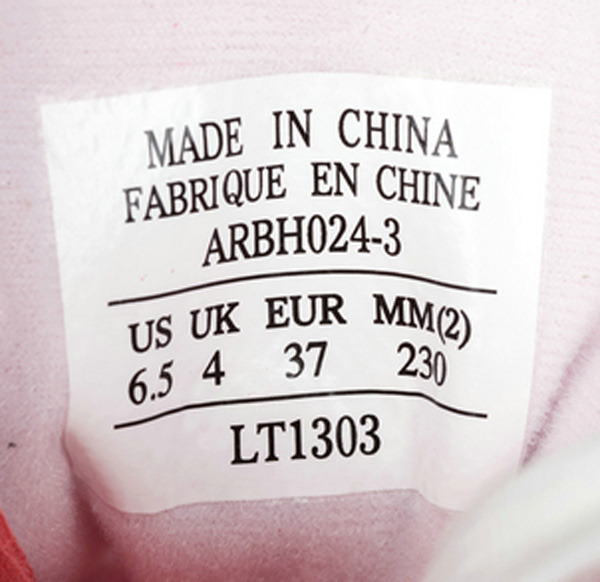 MADE IN CHINA
FABRIQUE EN CHINE
ARBH024-3
US UK EUR MM(2)
6.5 4 37 230
LT1303